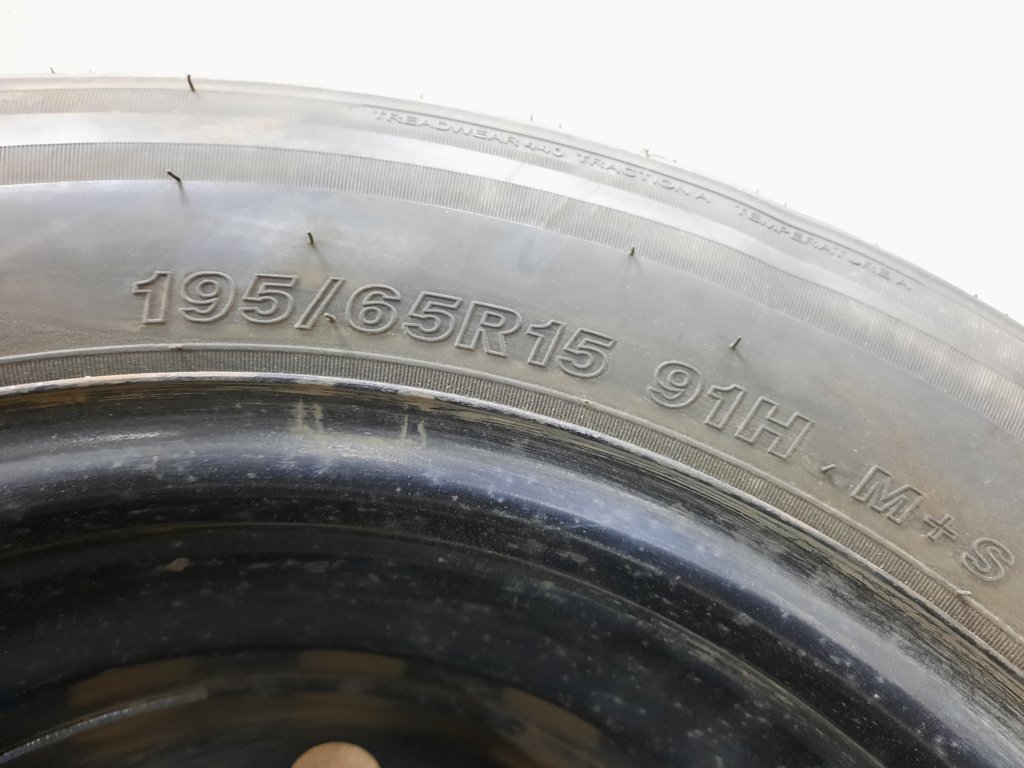 TREADWEAR 440 TRACTION A TEMPERATURE A
195/65R15 91H M+S